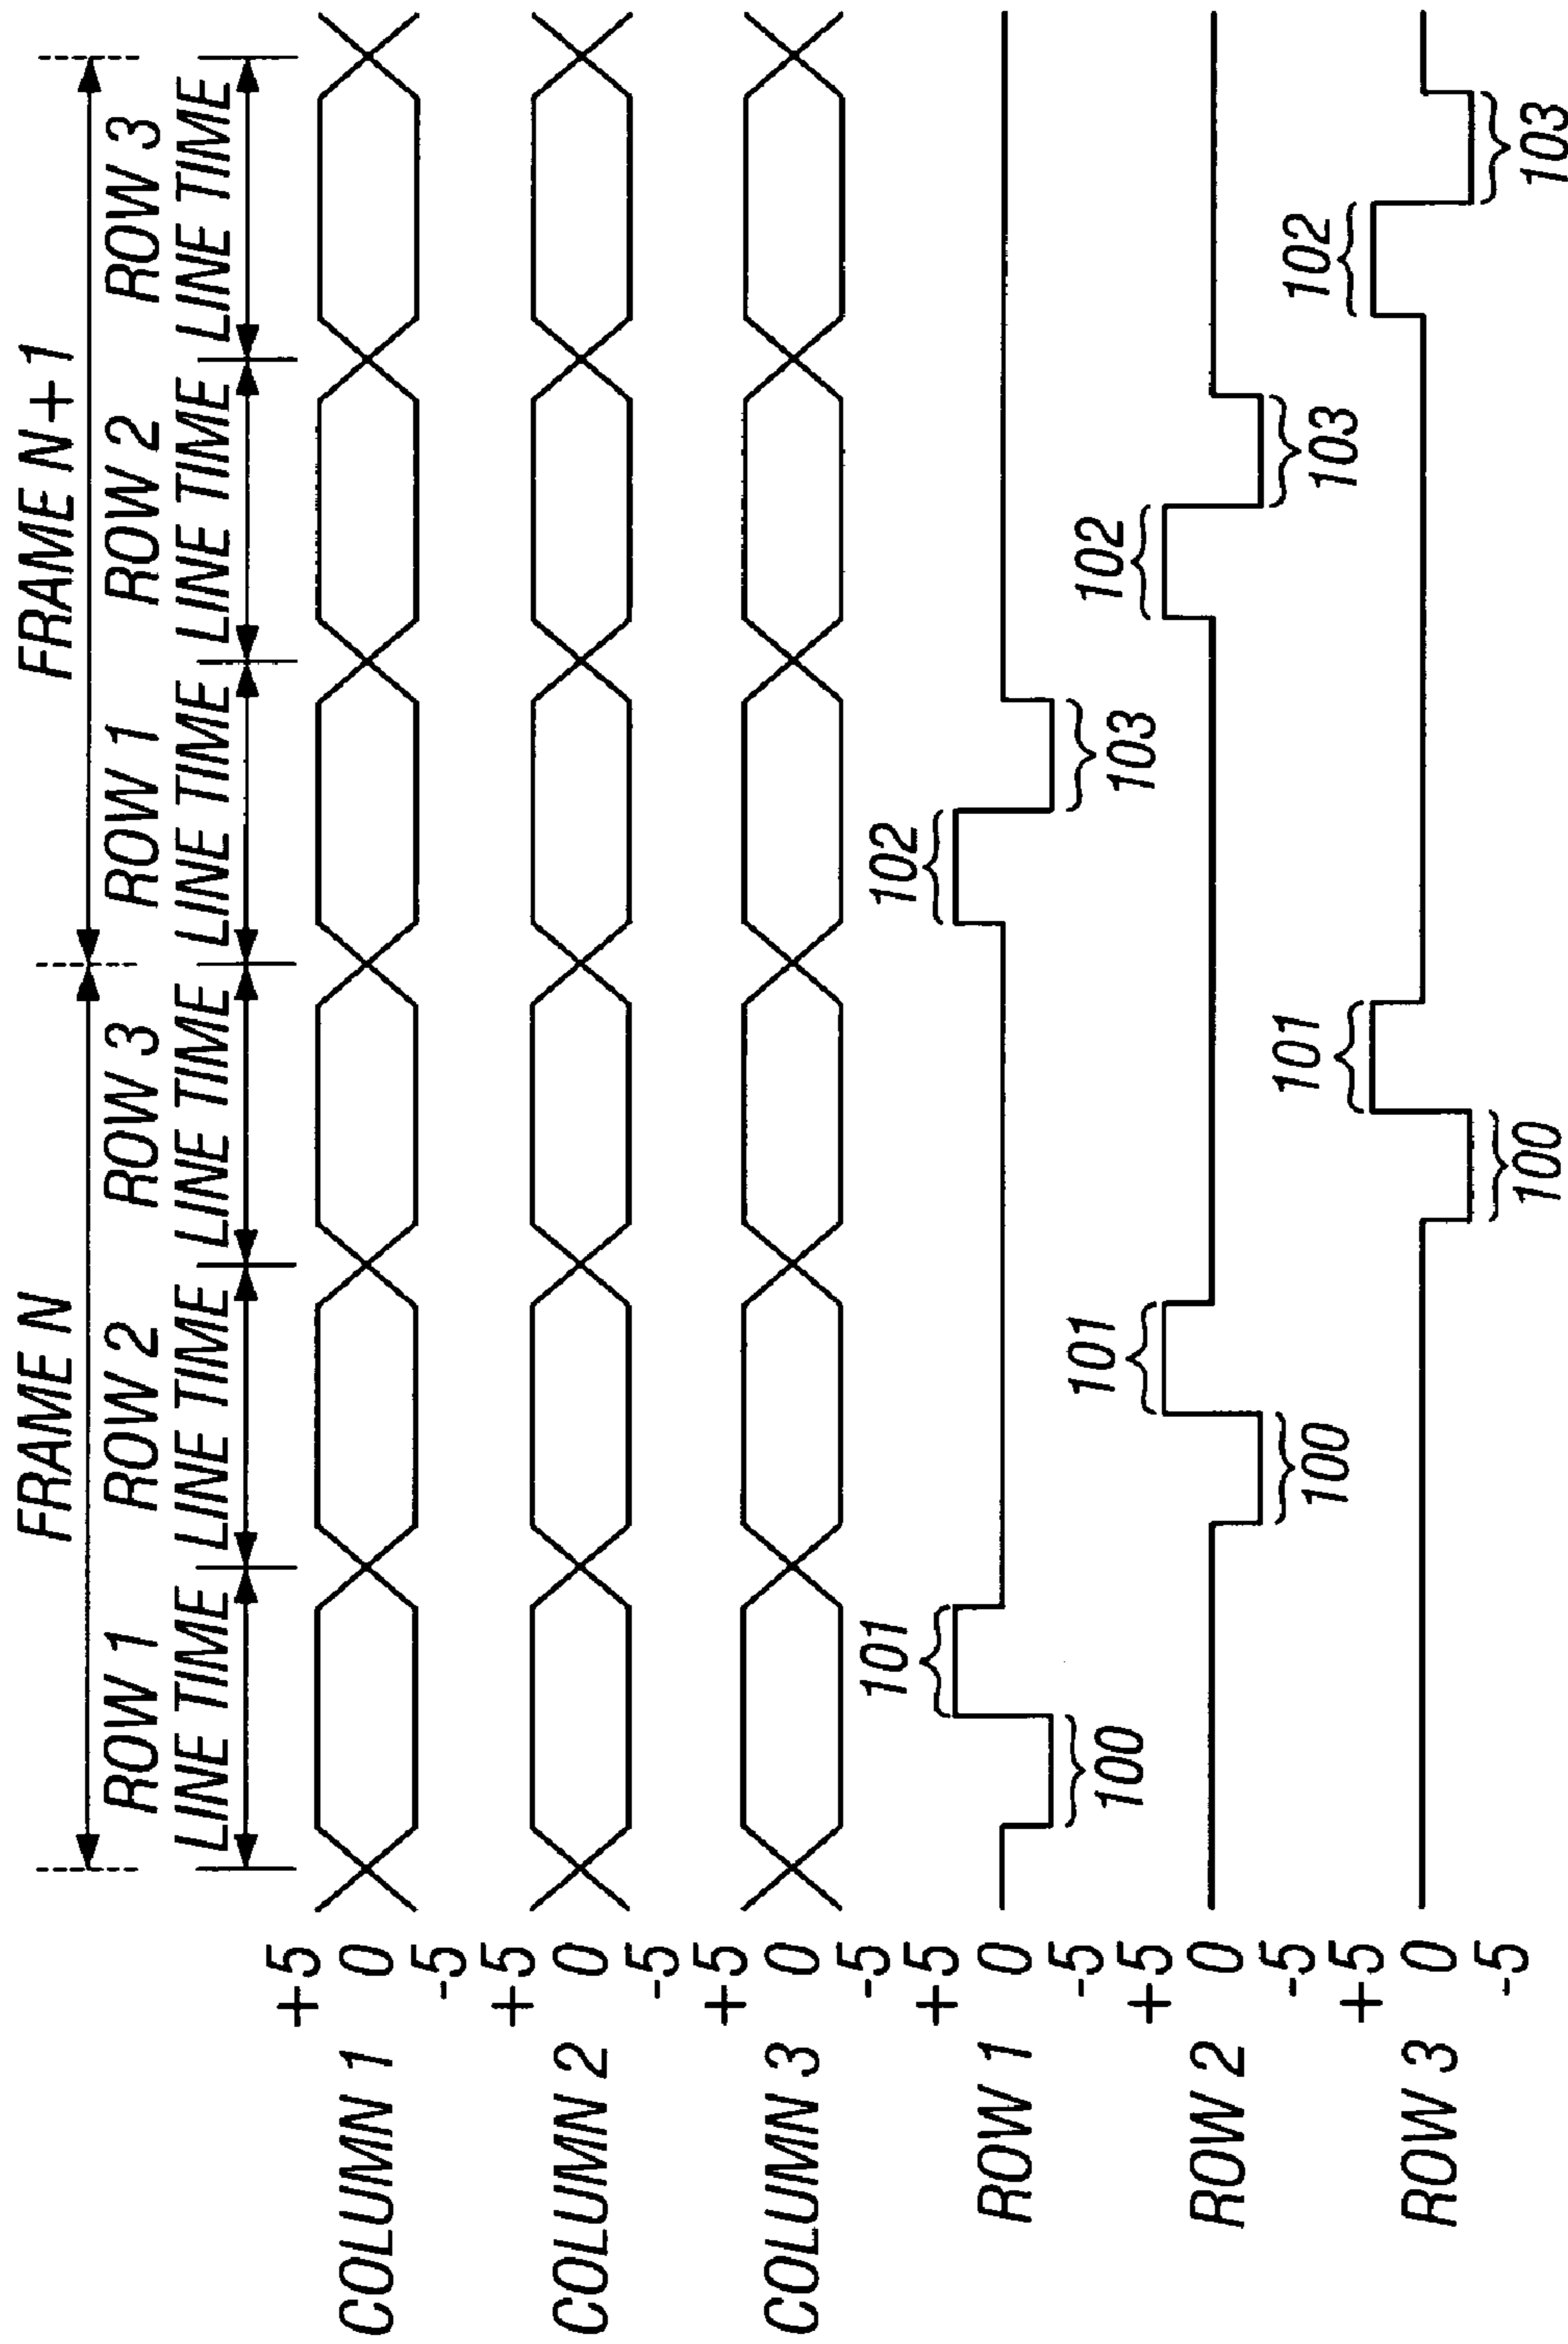 FRAME N
FRAME N+1
ROW 1
LINE TIME
ROW 2
LINE TIME
ROW 3
LINE TIME
ROW 1
LINE TIME
ROW 2
LINE TIME
ROW 3
LINE TIME
COLUMN 1
+5
0
-5
COLUMN 2
+5
0
-5
COLUMN 3
+5
0
-5
ROW 1
+5
0
-5
100
101
102
103
ROW 2
+5
0
-5
100
101
102
103
ROW 3
+5
0
-5
100
101
102
103